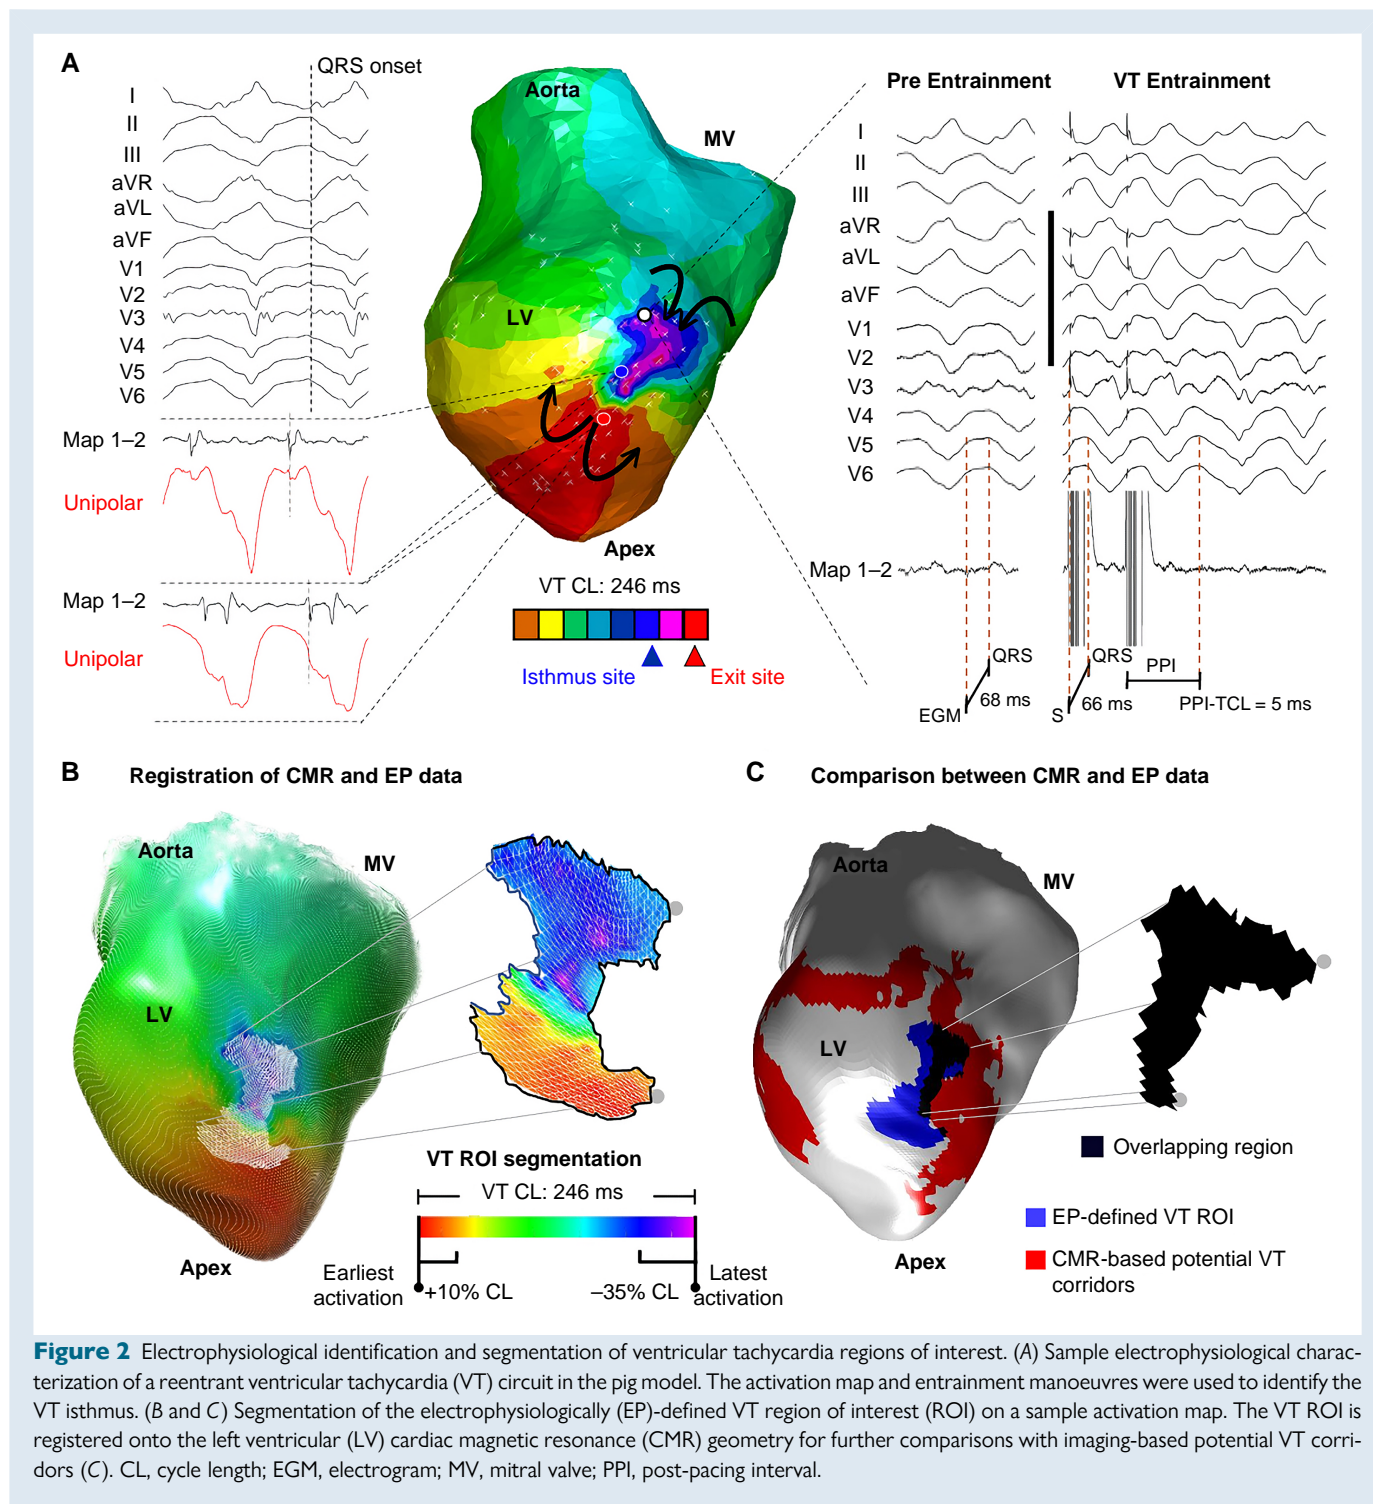 A
QRS onset
I
II
III
aVR
aVL
aVF
V1
V2
V3
V4
V5
V6
Map 1–2
Unipolar
Map 1–2
Unipolar
Aorta
MV
LV
Apex
VT CL: 246 ms
Isthmus site
Exit site
Pre Entrainment
VT Entrainment
I
II
III
aVR
aVL
aVF
V1
V2
V3
V4
V5
V6
Map 1–2
QRS
68 ms
EGM
QRS
66 ms
S
PPI
PPI-TCL = 5 ms
B
Registration of CMR and EP data
Aorta
MV
LV
Apex
VT ROI segmentation
VT CL: 246 ms
Earliest
activation
+10% CL
–35% CL
Latest
activation
C
Comparison between CMR and EP data
Aorta
MV
LV
Apex
Overlapping region
EP-defined VT ROI
CMR-based potential VT
corridors
Figure 2 Electrophysiological identification and segmentation of ventricular tachycardia regions of interest. (A) Sample electrophysiological charac-
terization of a reentrant ventricular tachycardia (VT) circuit in the pig model. The activation map and entrainment manoeuvres were used to identify the
VT isthmus. (B and C) Segmentation of the electrophysiologically (EP)-defined VT region of interest (ROI) on a sample activation map. The VT ROI is
registered onto the left ventricular (LV) cardiac magnetic resonance (CMR) geometry for further comparisons with imaging-based potential VT corri-
dors (C). CL, cycle length; EGM, electrogram; MV, mitral valve; PPI, post-pacing interval.